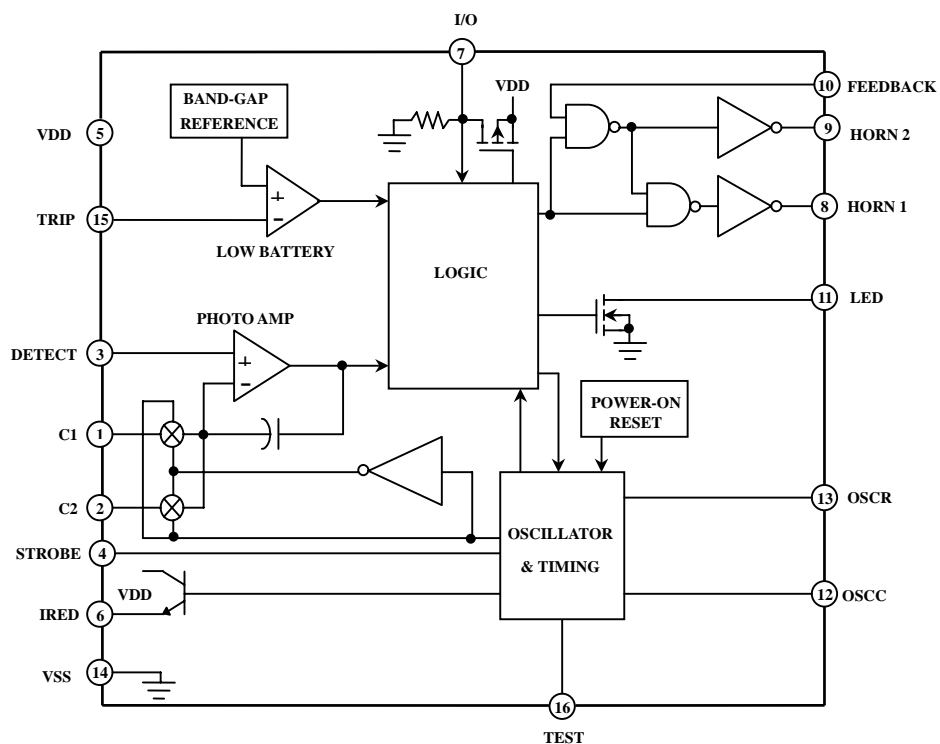 I/O
7
BAND-GAP
REFERENCE
VDD
10 FEEDBACK
VDD 5
9 HORN 2
+
-
TRIP 15
8 HORN 1
LOW BATTERY
LOGIC
11 LED
PHOTO AMP
DETECT 3
+
-
POWER-ON
RESET
C1 1
13 OSCR
C2 2
OSCILLATOR
& TIMING
STROBE 4
VDD
12 OSCC
IRED 6
VSS 14
16
TEST